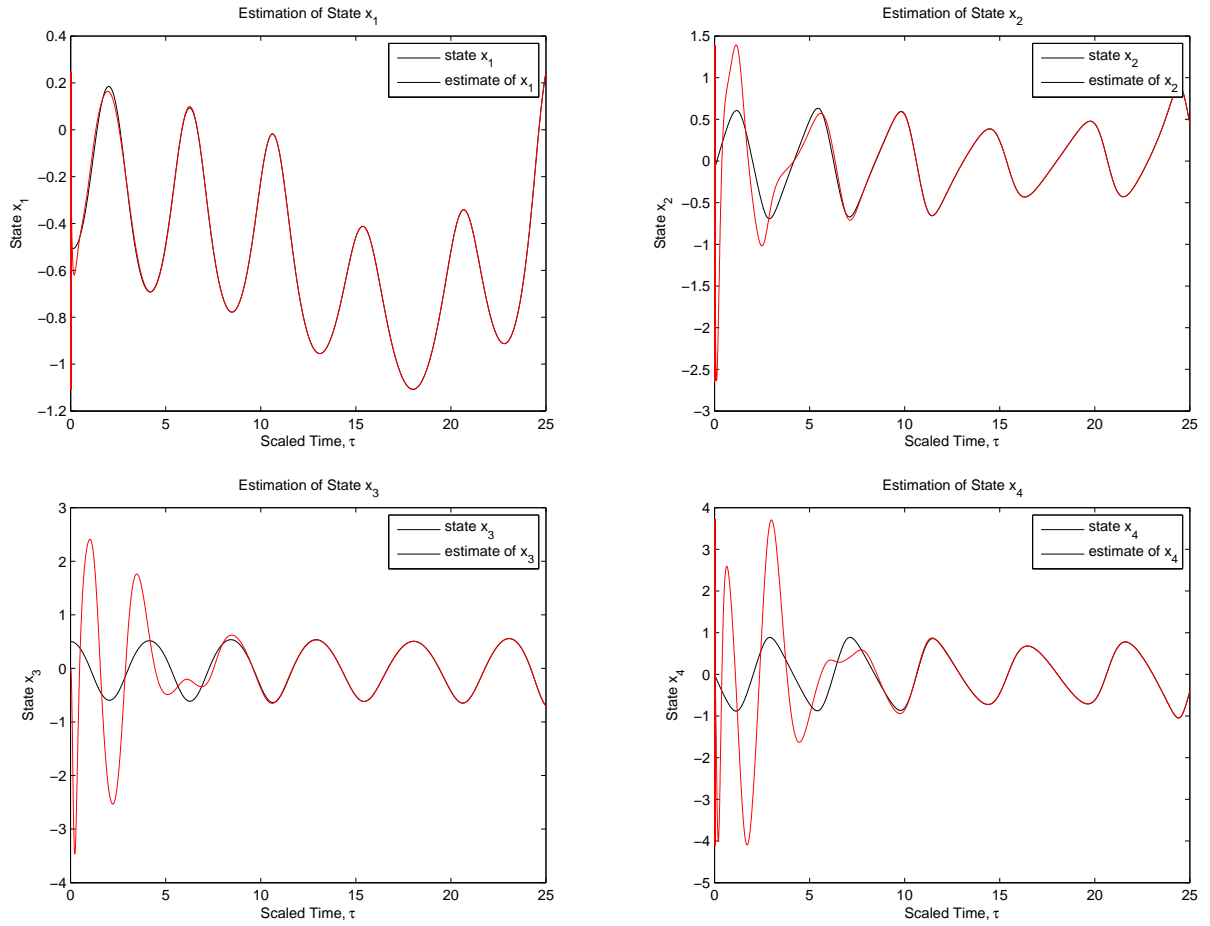 Estimation of State x1
0.4
0.2
0
−0.2
−0.4
−0.6
−0.8
−1
−1.2
State x1
state x1
estimate of x1
0 5 10 15 20 25
Scaled Time, τ
Estimation of State x2
1.5
1
0.5
0
−0.5
−1
−1.5
−2
−2.5
−3
State x2
state x2
estimate of x2
0 5 10 15 20 25
Scaled Time, τ
Estimation of State x3
3
2
1
0
−1
−2
−3
−4
State x3
state x3
estimate of x3
0 5 10 15 20 25
Scaled Time, τ
Estimation of State x4
4
3
2
1
0
−1
−2
−3
−4
−5
State x4
state x4
estimate of x4
0 5 10 15 20 25
Scaled Time, τ